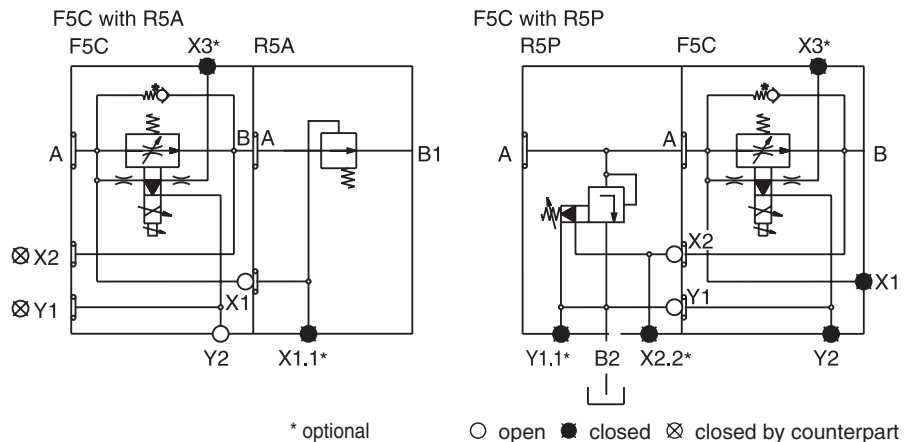 F5C with R5A
F5C X3* R5A
A B A B1
X2
X1
Y1
Y2 X1.1*
F5C with R5P
R5P F5C X3*
A A B
X2
X1
Y1
Y1.1* B2 X2.2* Y2
* optional
open closed closed by counterpart